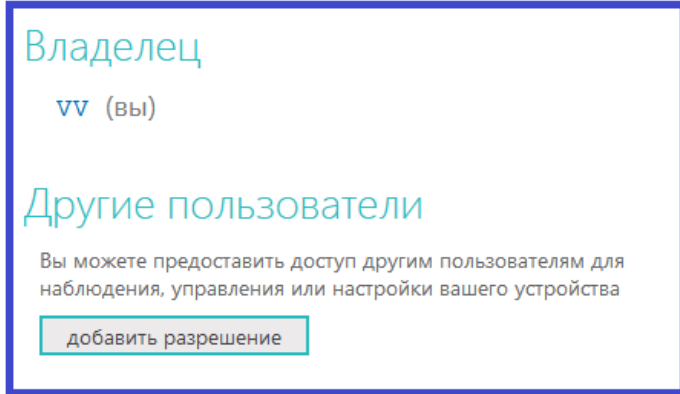 Владелец
vv (вы)
Другие пользователи
Вы можете предоставить доступ другим пользователям для
наблюдения, управления или настройки вашего устройства
добавить разрешение